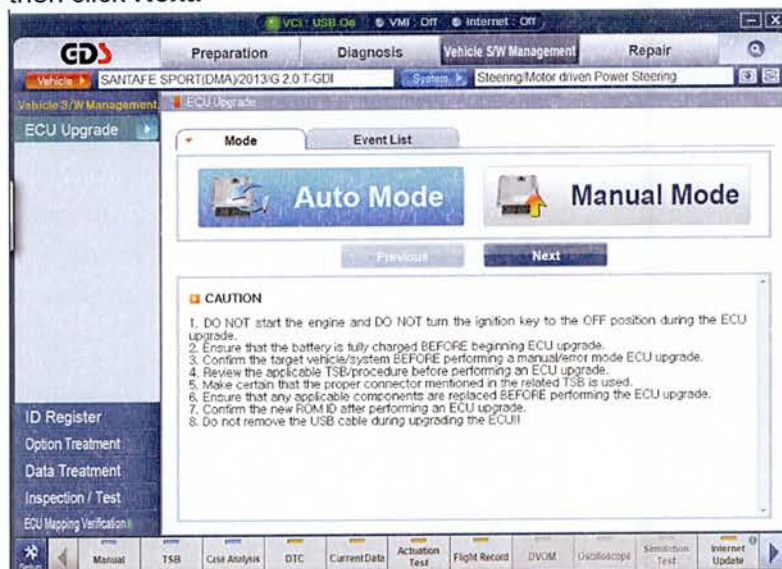 then click Next.
VCI : USB On VMI : Off Internet : Off
GDS Preparation Diagnosis Vehicle S/W Management Repair
Vehicle SANTAFE SPORT(DMA)/2013/G 2.0 T-GDI System Steering/Motor driven Power Steering
Vehicle S/W Management ECU Upgrade
ECU Upgrade
Mode Event List
Auto Mode Manual Mode
Previous Next
CAUTION
1. DO NOT start the engine and DO NOT turn the ignition key to the OFF position during the ECU
upgrade.
2. Ensure that the battery is fully charged BEFORE beginning ECU upgrade.
3. Confirm the target vehicle/system BEFORE performing a manual/error mode ECU upgrade.
4. Review the applicable TSB/procedure before performing an ECU upgrade.
5. Make certain that the proper connector mentioned in the related TSB is used.
6. Ensure that any applicable components are replaced BEFORE performing the ECU upgrade.
7. Confirm the new ROM ID after performing an ECU upgrade.
8. Do not remove the USB cable during upgrading the ECU!!
ID Register
Option Treatment
Data Treatment
Inspection / Test
ECU Mapping Verification
Manual TSB Case Analysis DTC CurrentData Actuation Test Flight Record DVOM Oscilloscope Simulation Test Internet Update